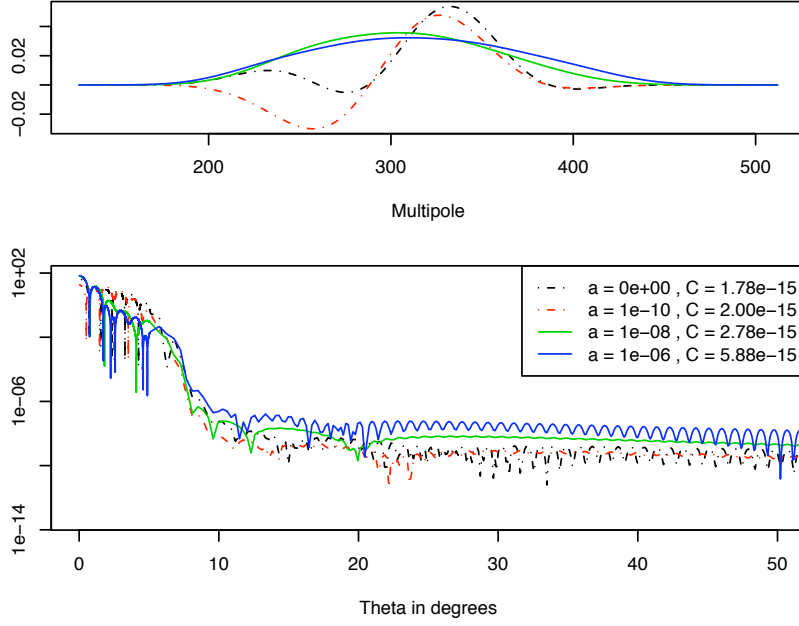 0.02
−0.02
200 300 400 500
Multipole
1e+02
1e−06
1e−14
a = 0e+00 , C = 1.78e−15
a = 1e−10 , C = 2.00e−15
a = 1e−08 , C = 2.78e−15
a = 1e−06 , C = 5.88e−15
0 10 20 30 40 50
Theta in degrees